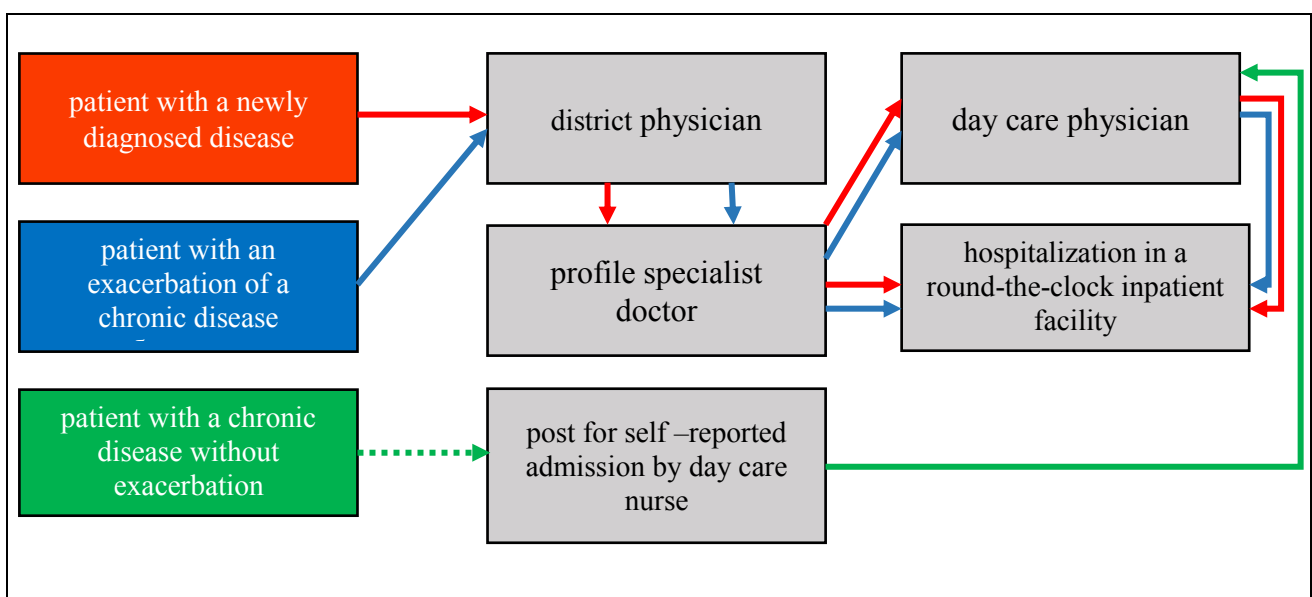 patient with a newly
diagnosed disease
district physician
day care physician
patient with an
exacerbation of a
chronic disease
profile specialist
doctor
hospitalization in a
round-the-clock inpatient
facility
patient with a chronic
disease without
exacerbation
post for self –reported
admission by day care
nurse